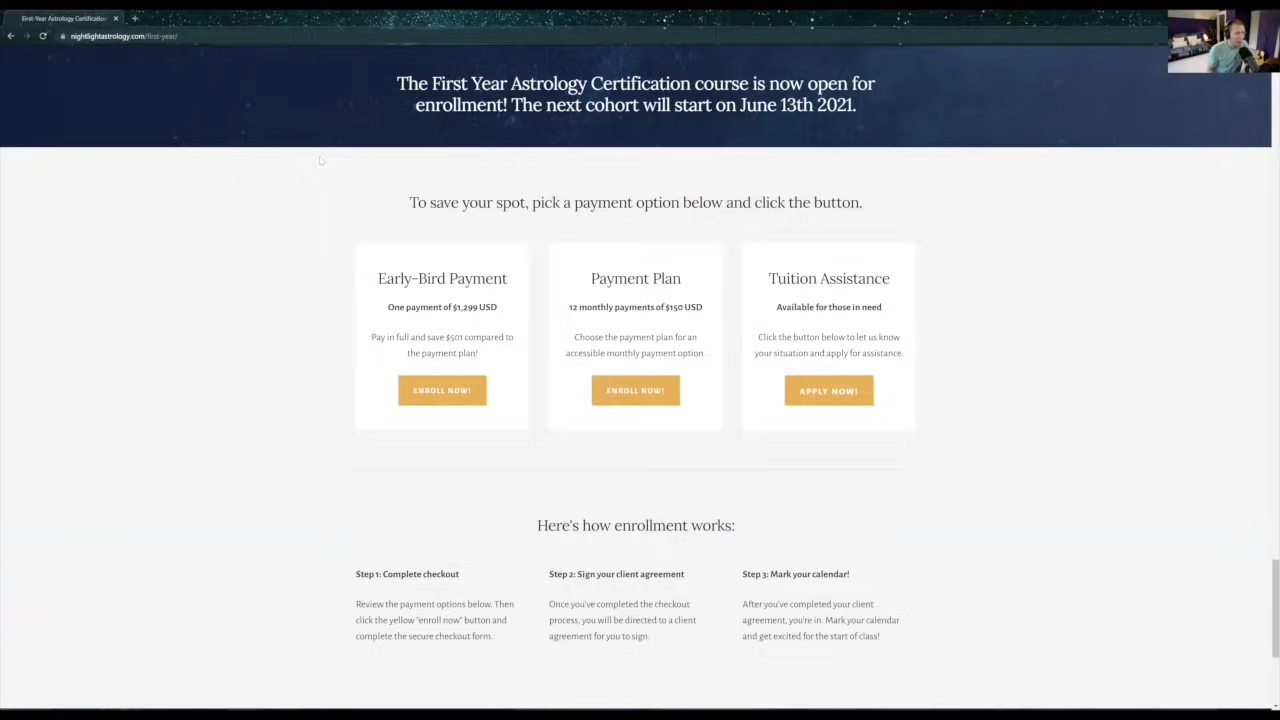 First-Year Astrology Certification
nightlightastrology.com/first-year/
The First Year Astrology Certification course is now open for
enrollment! The next cohort will start on June 13th 2021.
To save your spot, pick a payment option below and click the button.
Early-Bird Payment
One payment of $1,299 USD
Pay in full and save $501 compared to
the payment plan!
ENROLL NOW!
Payment Plan
12 monthly payments of $150 USD
Choose the payment plan for an
accessible monthly payment option.
ENROLL NOW!
Tuition Assistance
Available for those in need
Click the button below to let us know
your situation and apply for assistance.
APPLY NOW!
Here's how enrollment works:
Step 1: Complete checkout
Review the payment options below. Then
click the yellow "enroll now" button and
complete the secure checkout form.
Step 2: Sign your client agreement
Once you've completed the checkout
process, you will be directed to a client
agreement for you to sign.
Step 3: Mark your calendar!
After you've completed your client
agreement, you're in. Mark your calendar
and get excited for the start of class!